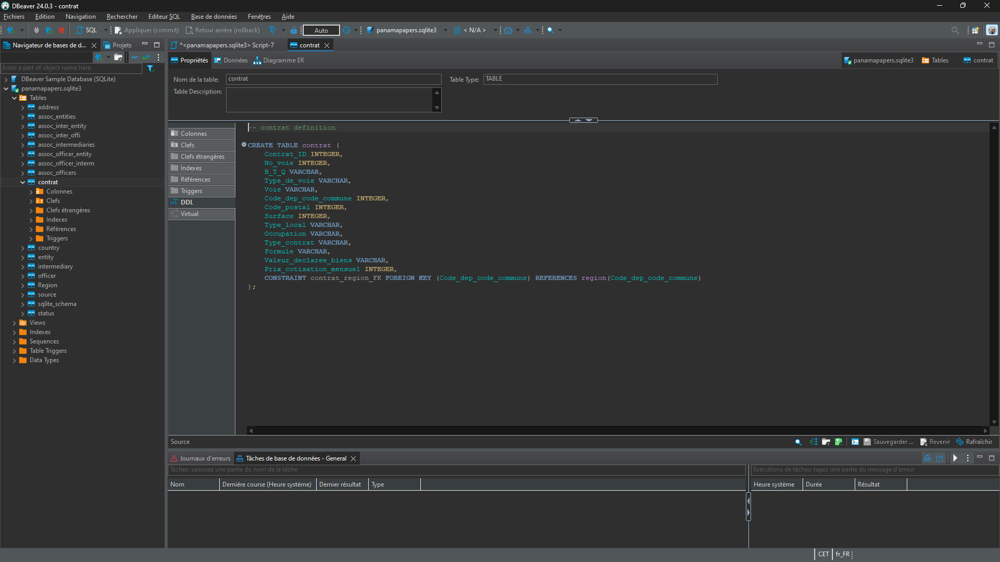 DBeaver 24.0.3 - contrat
Fichiers Edition Navigation Rechercher Editeur SQL Base de données Fenêtres Aide
SQL Appliquer (commit) Retour arrière (rollback) Auto panamapapers.sqlite3 < N/A >
Navigateur de bases de d... Projets
Enter a part of object name here
DBeaver Sample Database (SQLite)
panamapapers.sqlite3
Tables
address
assoc_entities
assoc_inter_entity
assoc_inter_offi
assoc_intermediaries
assoc_officer_entity
assoc_officer_interm
assoc_officers
contrat
Colonnes
Clefs
Clefs étrangères
Indexes
Références
Triggers
country
entity
intermediary
officer
Region
source
sqlite_schema
status
Views
Indexes
Sequences
Table Triggers
Data Types
*<panamapapers.sqlite3> Script-7 contrat
Propriétés Données Diagramme ER panamapapers.sqlite3 Tables contrat
Nom de la table: contrat Table Type: TABLE
Table Description:
Colonnes
Clefs
Clefs étrangères
Indexes
Références
Triggers
DDL
Virtual
-- contrat definition
CREATE TABLE contrat (
Contrat_ID INTEGER,
No_voie INTEGER,
B_T_Q VARCHAR,
Type_de_voie VARCHAR,
Voie VARCHAR,
Code_dep_code_commune INTEGER,
Code_postal INTEGER,
Surface INTEGER,
Type_local VARCHAR,
Occupation VARCHAR,
Type_contrat VARCHAR,
Formule VARCHAR,
Valeur_declaree_biens VARCHAR,
Prix_cotisation_mensuel INTEGER,
CONSTRAINT contrat_region_FK FOREIGN KEY (Code_dep_code_commune) REFERENCES region(Code_dep_code_commune)
);
Source Sauvegarder ... Revenir Rafraîchir
Journaux d'erreurs Tâches de base de données - General
Tâches: saisissez une partie du nom de la tâche
Exécutions de tâches: tapez une partie du message d'erreur
Nom Derniére course (Heure système) Dernier résultat Type
Heure système Durée Résultat
CET fr_FR